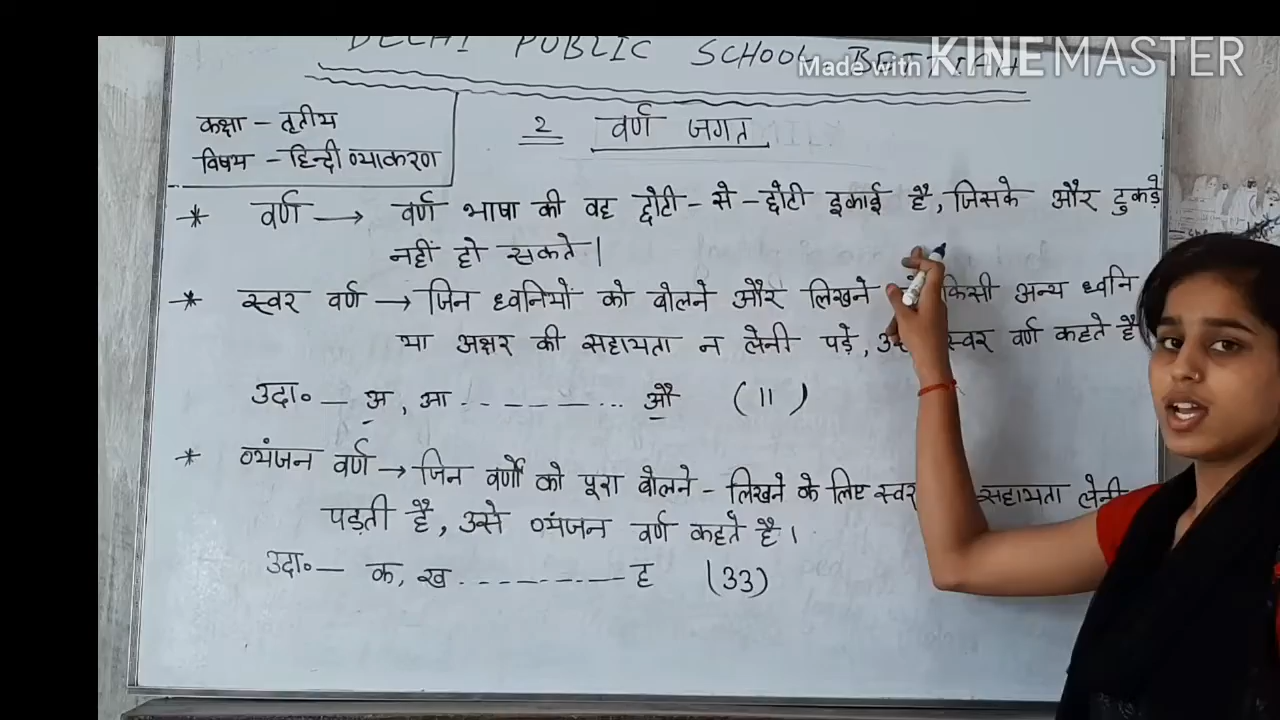 DELHI PUBLIC SCHOOL BETTIAH
Made with KINEMASTER
कक्षा - तृतीय
विषय - हिन्दी व्याकरण
2 वर्ण जगत
* वर्ण → वर्ण भाषा की वह छोटी - से - छोटी इकाई है, जिसके और टुकड़े
नहीं हो सकते।
* स्वर वर्ण → जिन ध्वनियों को बोलने और लिखने किसी अन्य ध्वनि
या अक्षर की सहायता न लेनी पड़े, स्वर वर्ण कहते है
उदा० - अ, आ - - - - - - - औ (11)
* व्यंजन वर्ण → जिन वर्णों को पूरा बोलने - लिखने के लिए स्वर सहायता लेनी
पड़ती है, उसे व्यंजन वर्ण कहते है।
उदा० - क, ख - - - - - - - ह (33)